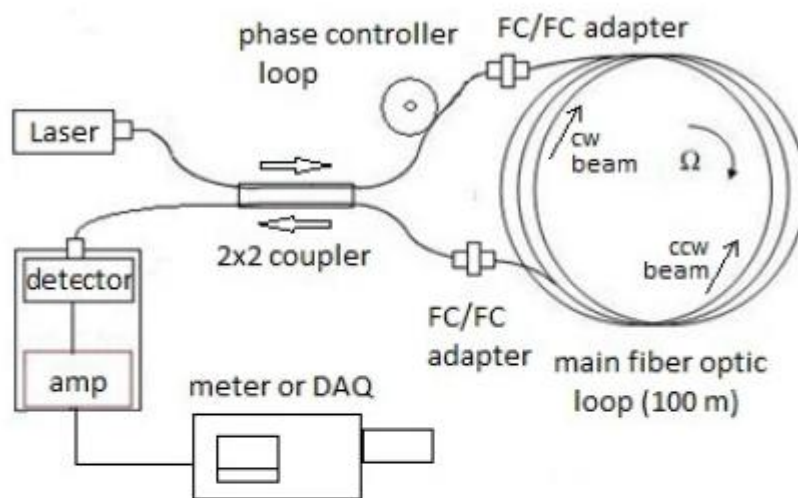 phase controller
loop
FC/FC adapter
Laser
cw
beam
Ω
2x2 coupler
ccw
beam
detector
FC/FC
adapter
amp
meter or DAQ
main fiber optic
loop (100 m)